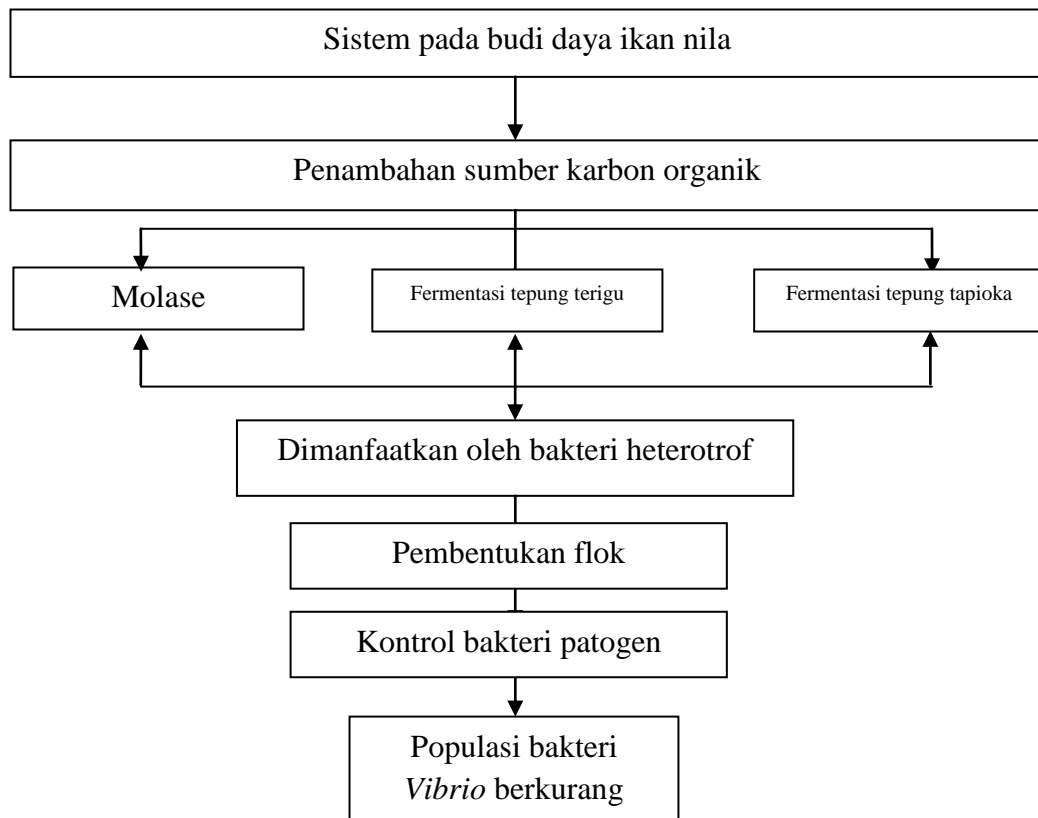 Sistem pada budi daya ikan nila
Penambahan sumber karbon organik
Molase
Fermentasi tepung terigu
Fermentasi tepung tapioka
Dimanfaatkan oleh bakteri heterotrof
Pembentukan flok
Kontrol bakteri patogen
Populasi bakteri
Vibrio berkurang